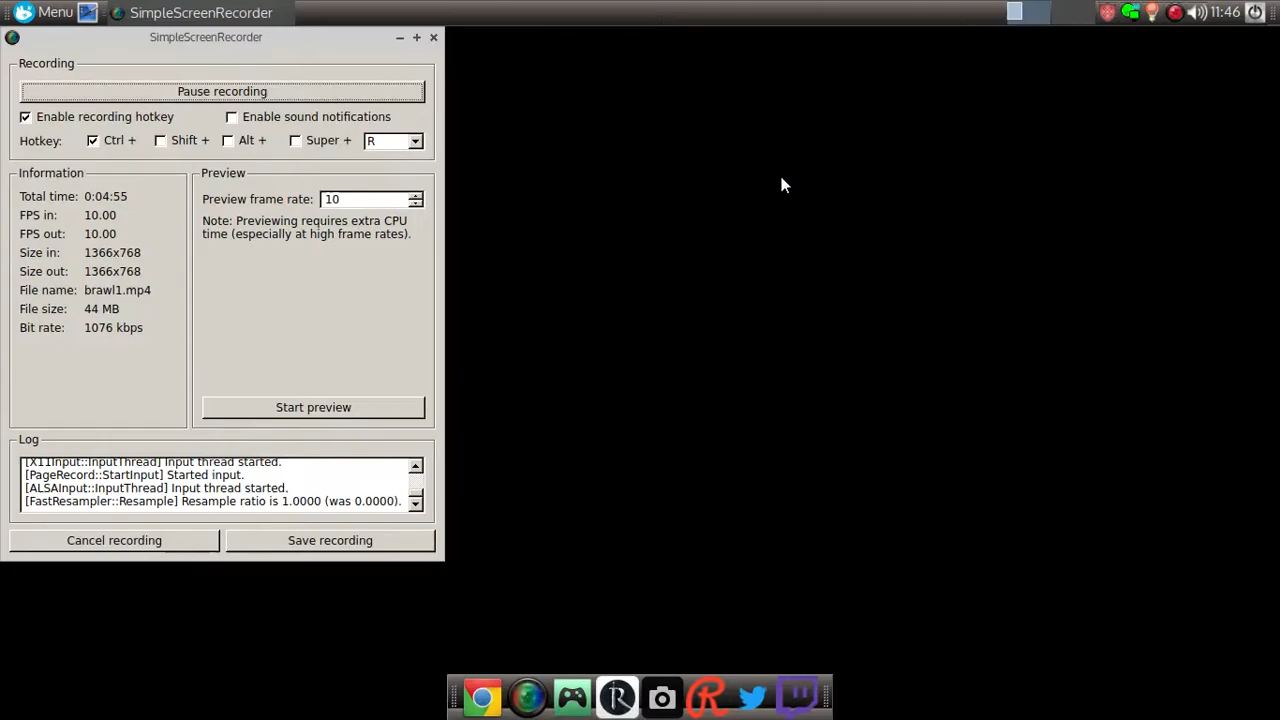 Menu
SimpleScreenRecorder
11:46
SimpleScreenRecorder
Recording
Pause recording
Enable recording hotkey
Enable sound notifications
Hotkey:
Ctrl +
Shift +
Alt +
Super +
R
Information
Total time: 0:04:55
FPS in: 10.00
FPS out: 10.00
Size in: 1366x768
Size out: 1366x768
File name: brawl1.mp4
File size: 44 MB
Bit rate: 1076 kbps
Preview
Preview frame rate: 10
Note: Previewing requires extra CPU
time (especially at high frame rates).
Start preview
Log
[X11Input::InputThread] Input thread started.
[PageRecord::StartInput] Started input.
[ALSAInput::InputThread] Input thread started.
[FastResampler::Resample] Resample ratio is 1.0000 (was 0.0000).
Cancel recording
Save recording